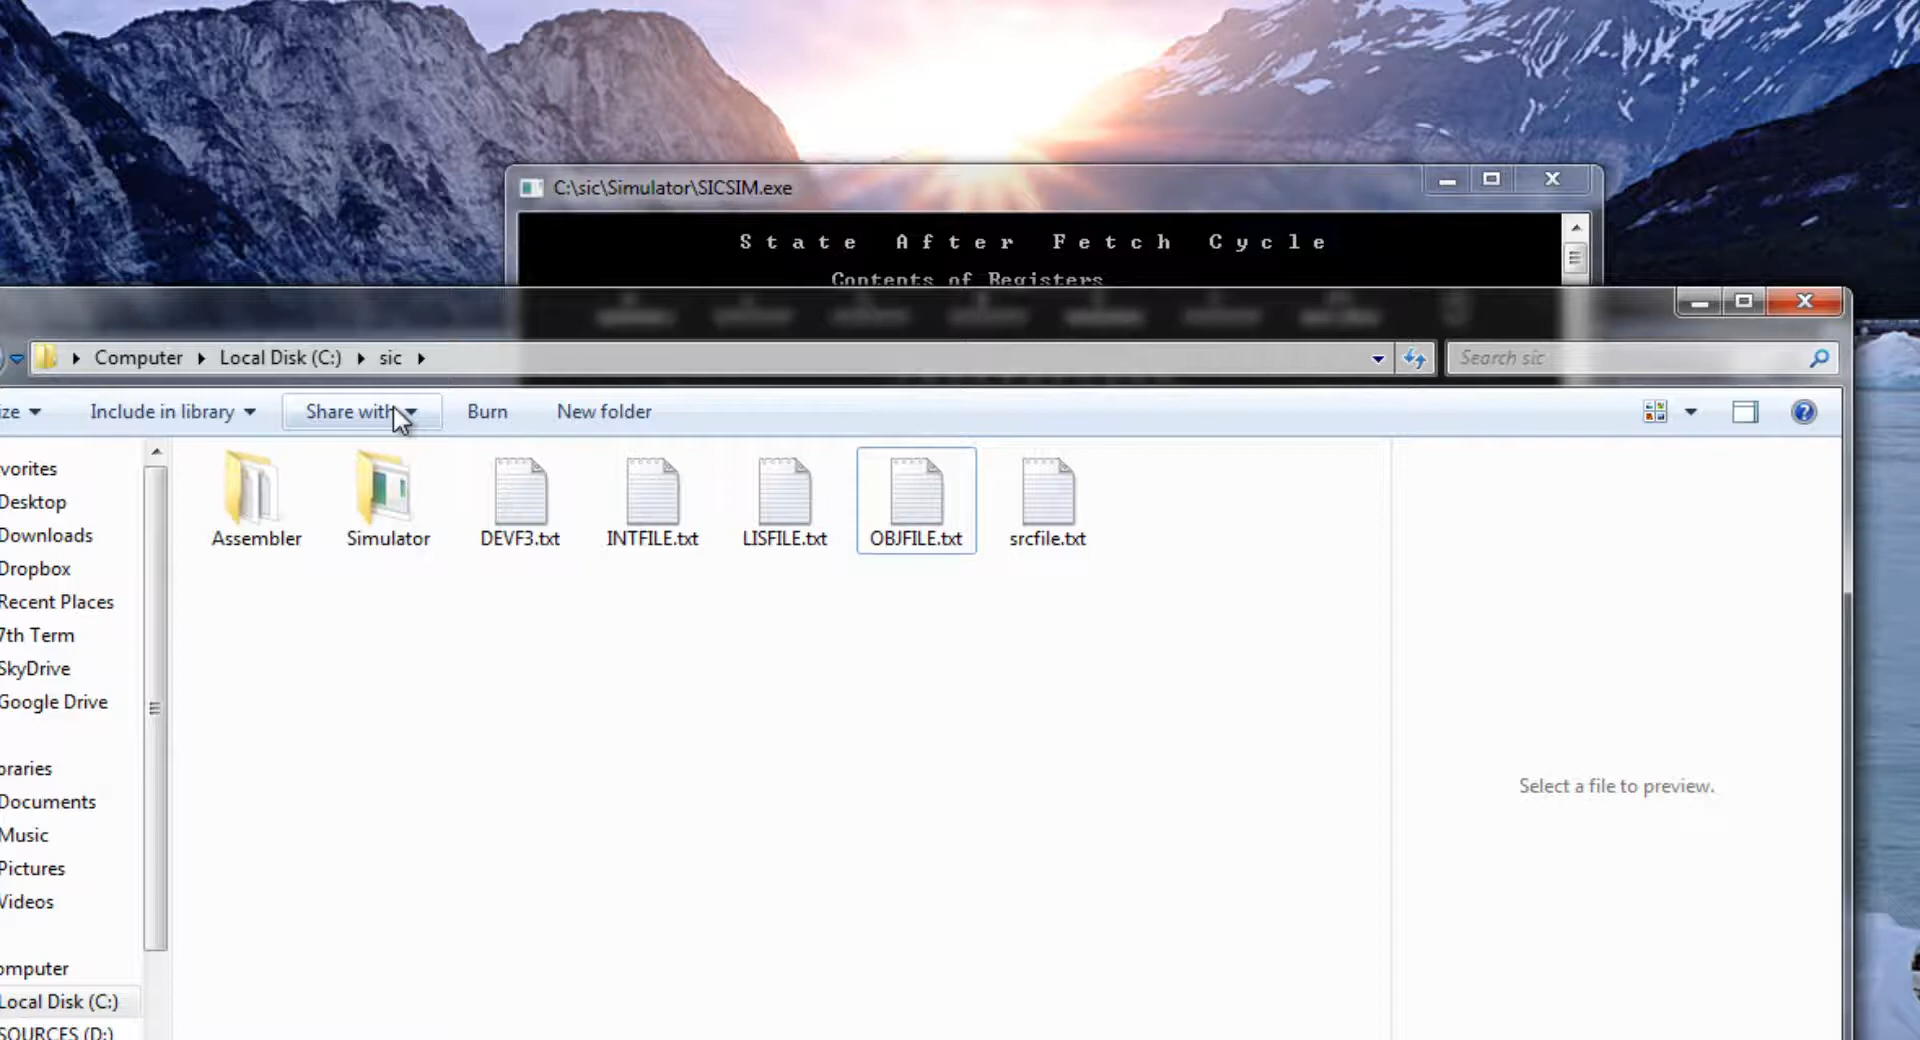 C:\sic\Simulator\SICSIM.exe
State After Fetch Cycle
Contents of Registers
Computer Local Disk (C:) sic
Search sic
ize Include in library Share with Burn New folder
vorites
Desktop
Downloads
Dropbox
Recent Places
7th Term
SkyDrive
Google Drive
oraries
Documents
Music
Pictures
Videos
omputer
Local Disk (C:)
SOURCES (D:)
Assembler
Simulator
DEVF3.txt
INTFILE.txt
LISFILE.txt
OBJFILE.txt
srcfile.txt
Select a file to preview.